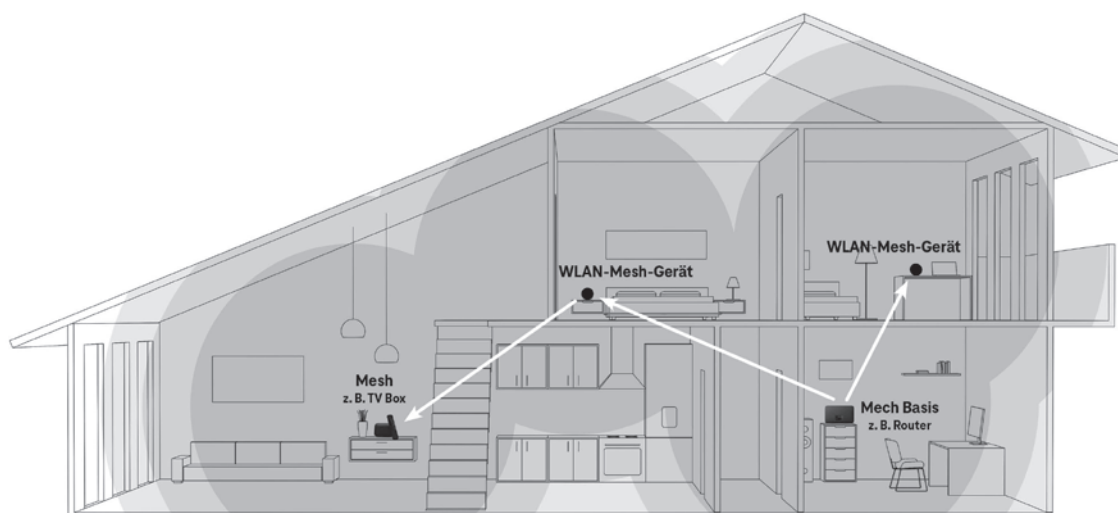 WLAN-Mesh-Gerät
WLAN-Mesh-Gerät
Mesh
z. B. TV Box
Mech Basis
z. B. Router